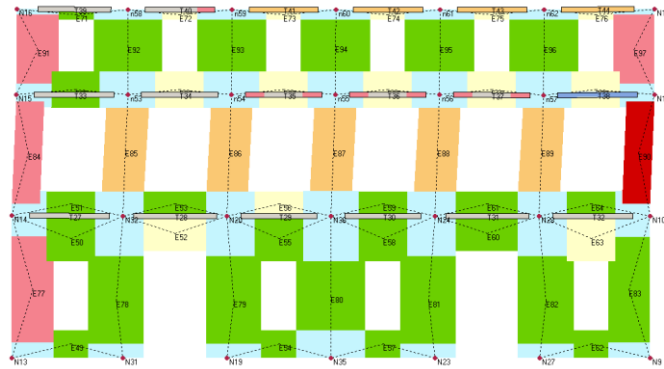 N16 T39 n58 T40 n59 T41 n60 T42 n61 T43 n62 T44 N1
E71 E72 E73 E74 E75 E76
E91 E92 E93 E94 E95 E96 E97
N15 T33 n53 T34 n54 T35 n55 T36 n56 T37 n57 T38 N1
E84 E85 E86 E87 E88 E89
E51 E53 E56 E59 E61 E64
N14 T27 N32 T28 T29 N36 T30 N24 T31 T32 N10
E50 E52 E55 E58 E60 E63
E77 E78 E79 E80 E81 E82 E83
E49 E54 E57 E62
N13 N31 N19 N35 N23 N27 N9